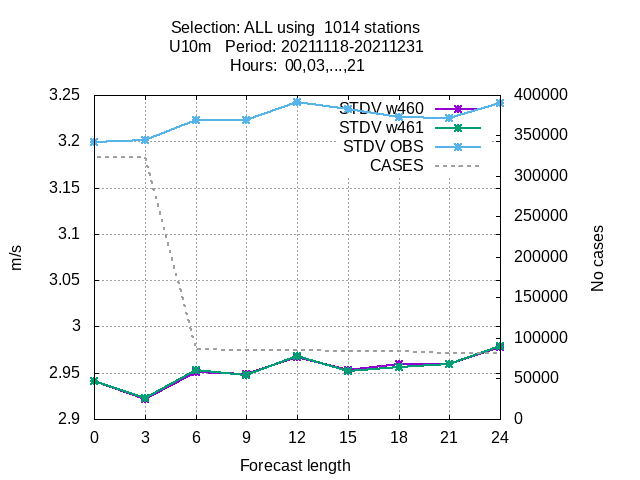 Selection: ALL using  1014 stations
U10m   Period: 20211118-20211231
Hours:  00,03,...,21
3.25
3.2
3.15
3.1
3.05
3
2.95
2.9
m/s
STDV w460
STDV w461
STDV OBS
CASES
400000
350000
300000
250000
200000
150000
100000
50000
0
No cases
0 3 6 9 12 15 18 21 24
Forecast length